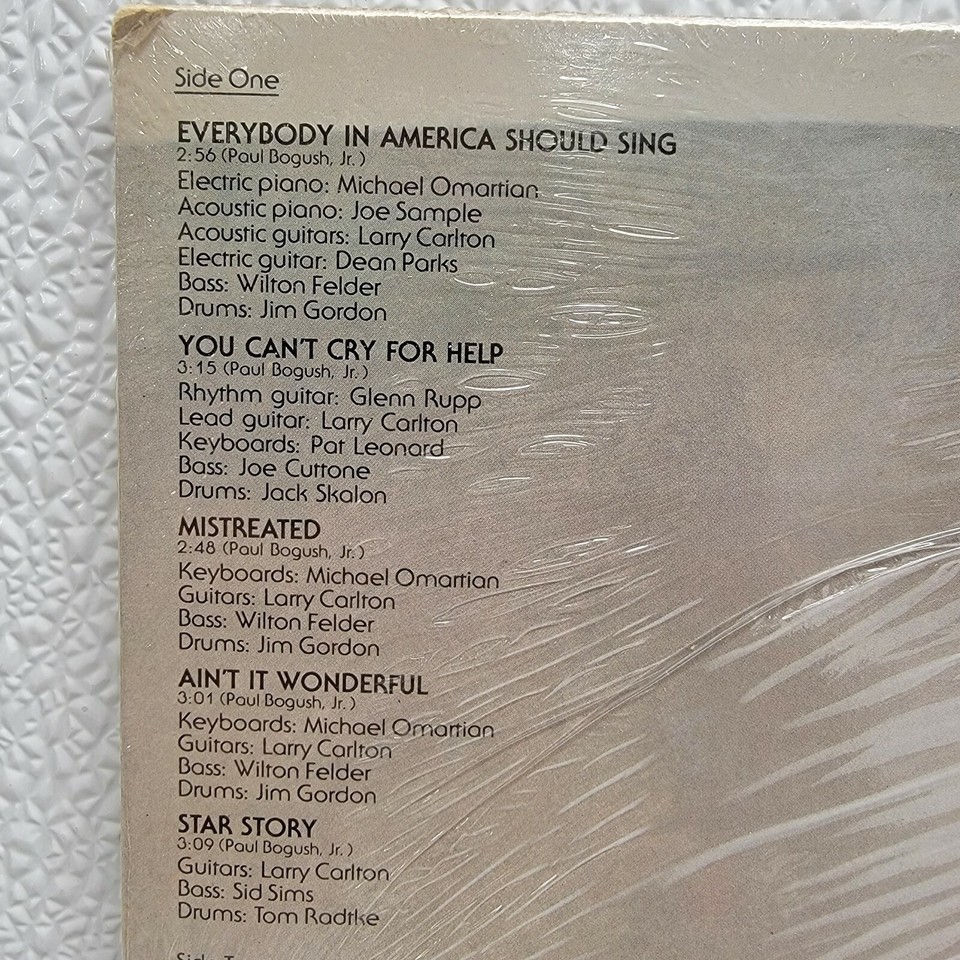 Side One
EVERYBODY IN AMERICA SHOULD SING
2:56 (Paul Bogush, Jr.)
Electric piano: Michael Omartian
Acoustic piano: Joe Sample
Acoustic guitars: Larry Carlton
Electric guitar: Dean Parks
Bass: Wilton Felder
Drums: Jim Gordon
YOU CAN'T CRY FOR HELP
3:15 (Paul Bogush, Jr.)
Rhythm guitar: Glenn Rupp
Lead guitar: Larry Carlton
Keyboards: Pat Leonard
Bass: Joe Cuttone
Drums: Jack Skalon
MISTREATED
2:48 (Paul Bogush, Jr.)
Keyboards: Michael Omartian
Guitars: Larry Carlton
Bass: Wilton Felder
Drums: Jim Gordon
AIN'T IT WONDERFUL
3:01 (Paul Bogush, Jr.)
Keyboards: Michael Omartian
Guitars: Larry Carlton
Bass: Wilton Felder
Drums: Jim Gordon
STAR STORY
3:09 (Paul Bogush, Jr.)
Guitars: Larry Carlton
Bass: Sid Sims
Drums: Tom Radtke
Side